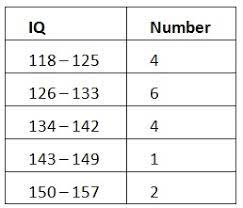 IQ Number
118 – 125 4
126 – 133 6
134 – 142 4
143 – 149 1
150 – 157 2